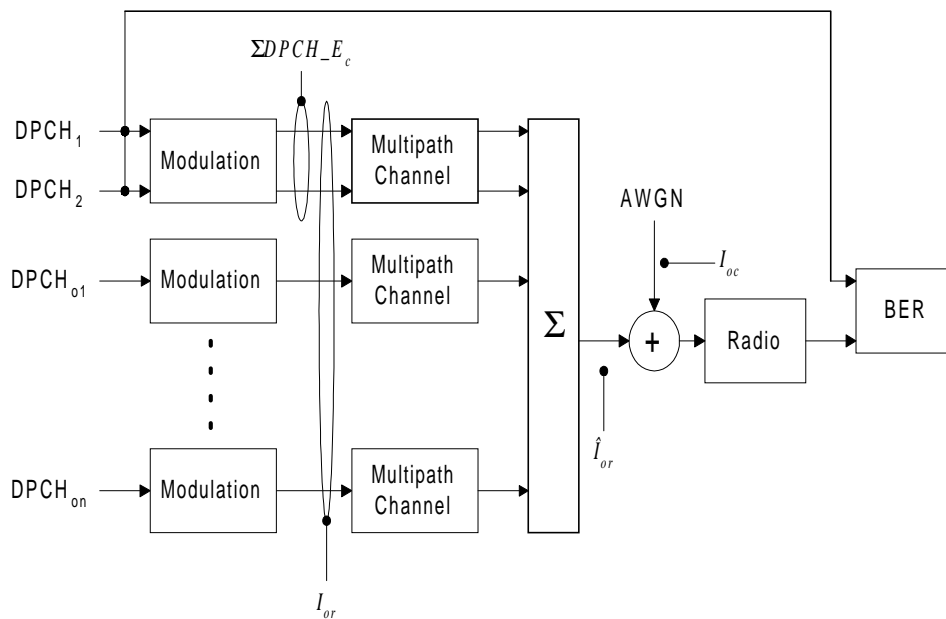 ΣDPCH_E_c
DPCH_1
DPCH_2
Modulation
Multipath
Channel
AWGN
I_oc
DPCH_o1
Modulation
Multipath
Channel
Σ
+
Radio
BER
Î_or
DPCH_on
Modulation
Multipath
Channel
I_or